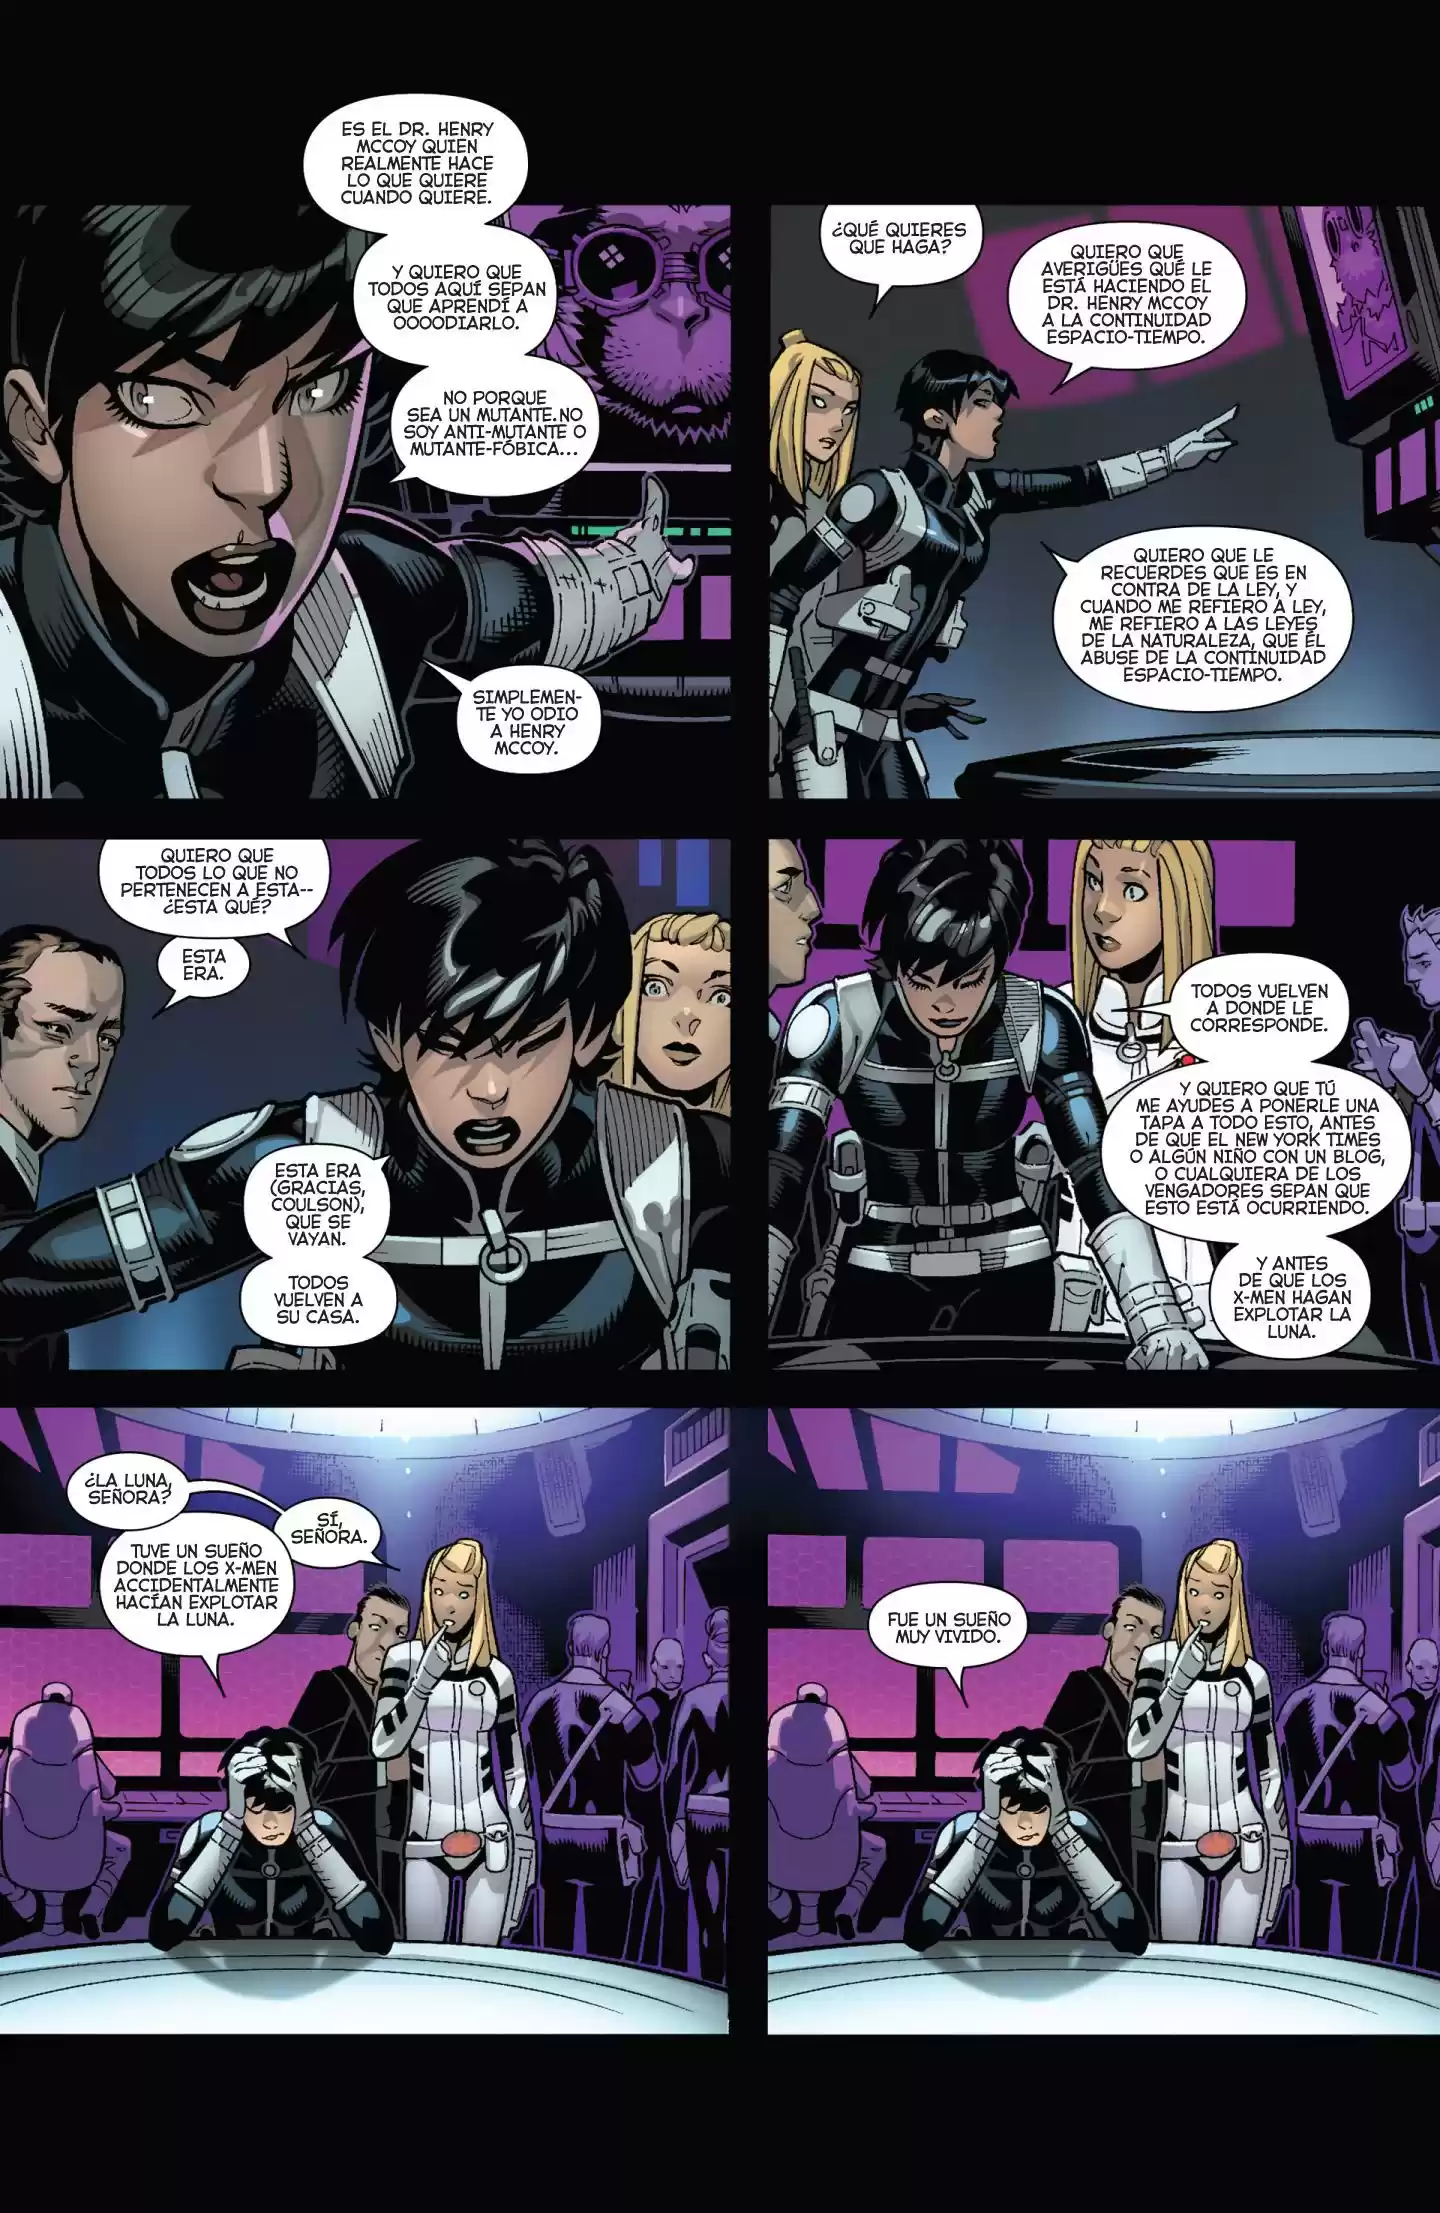 ES EL DR. HENRY
MCCOY QUIEN
REALMENTE HACE
LO QUE QUIERE
CUANDO QUIERE.
Y QUIERO QUE
TODOS AQUÍ SEPAN
QUE APRENDÍ A
OOOODIARLO.
NO PORQUE
SEA UN MUTANTE.NO
SOY ANTI-MUTANTE O
MUTANTE-FÓBICA...
SIMPLEMEN-
TE YO ODIO
A HENRY
MCCOY.
¿QUÉ QUIERES
QUE HAGA?
QUIERO QUE
AVERIGÜES QUÉ LE
ESTÁ HACIENDO EL
DR. HENRY MCCOY
A LA CONTINUIDAD
ESPACIO-TIEMPO.
QUIERO QUE LE
RECUERDES QUE ES EN
CONTRA DE LA LEY, Y
CUANDO ME REFIERO A LEY,
ME REFIERO A LAS LEYES
DE LA NATURALEZA, QUE ÉL
ABUSE DE LA CONTINUIDAD
ESPACIO-TIEMPO.
QUIERO QUE
TODOS LO QUE NO
PERTENECEN A ESTA--
¿ESTA QUÉ?
ESTA
ERA.
ESTA ERA
(GRACIAS,
COULSON),
QUE SE
VAYAN.
TODOS
VUELVEN A
SU CASA.
TODOS VUELVEN
A DONDE LE
CORRESPONDE.
Y QUIERO QUE TÚ
ME AYUDES A PONERLE UNA
TAPA A TODO ESTO, ANTES
DE QUE EL NEW YORK TIMES
O ALGÚN NIÑO CON UN BLOG,
O CUALQUIERA DE LOS
VENGADORES SEPAN QUE
ESTO ESTÁ OCURRIENDO.
Y ANTES
DE QUE LOS
X-MEN HAGAN
EXPLOTAR LA
LUNA.
¿LA LUNA,
SEÑORA?
SÍ,
SEÑORA.
TUVE UN SUEÑO
DONDE LOS X-MEN
ACCIDENTALMENTE
HACÍAN EXPLOTAR
LA LUNA.
FUE UN SUEÑO
MUY VIVIDO.